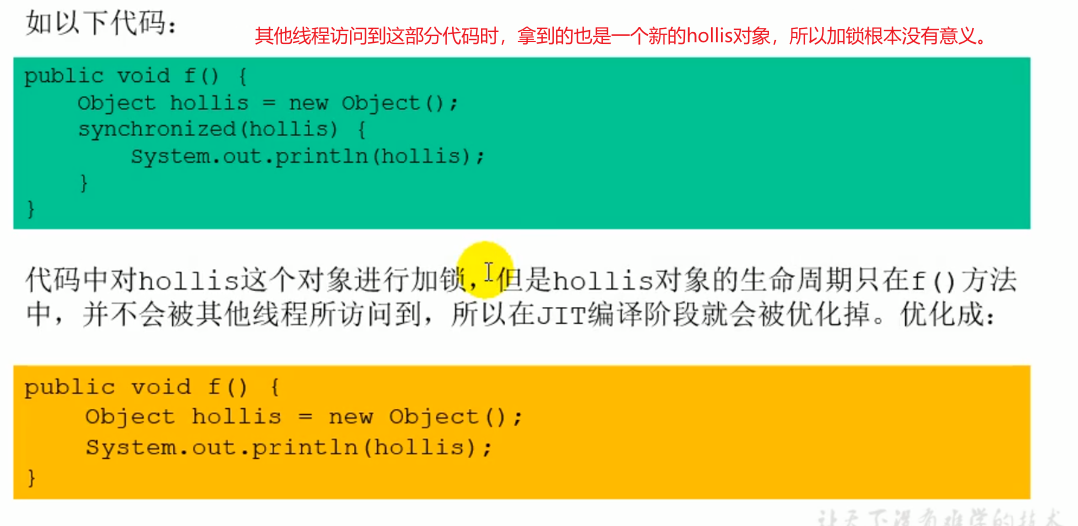 如以下代码：
其他线程访问到这部分代码时，拿到的也是一个新的hollis对象，所以加锁根本没有意义。
public void f() {
    Object hollis = new Object();
    synchronized(hollis) {
        System.out.println(hollis);
    }
}
代码中对hollis这个对象进行加锁，但是hollis对象的生命周期只在f()方法
中，并不会被其他线程所访问到，所以在JIT编译阶段就会被优化掉。优化成：
public void f() {
    Object hollis = new Object();
    System.out.println(hollis);
}
让天下没有难学的技术